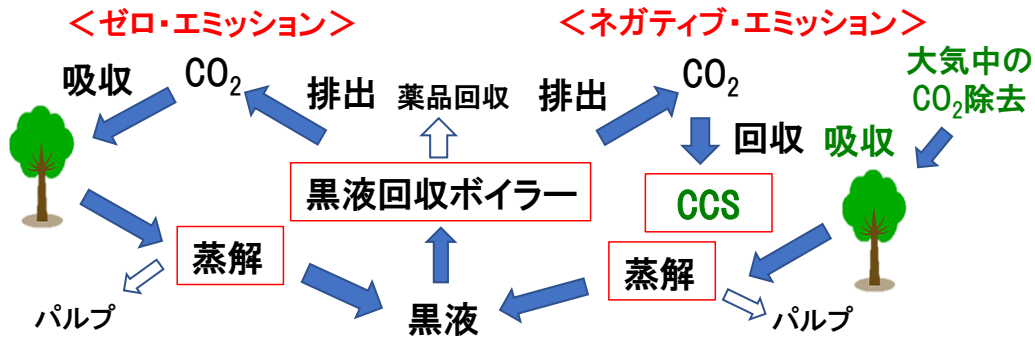 <ゼロ・エミッション>
<ネガティブ・エミッション>
吸収
CO₂
排出
薬品回収
排出
CO₂
大気中の
CO₂除去
回収
吸収
黒液回収ボイラー
CCS
蒸解
蒸解
パルプ
黒液
パルプ